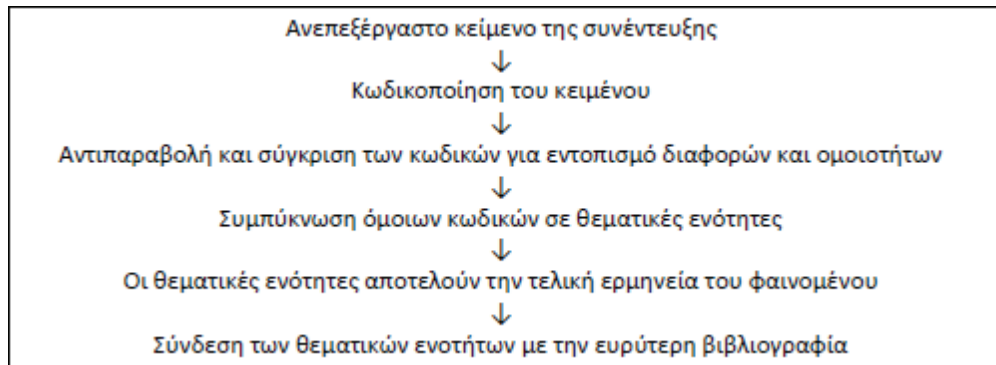 Ανεπεξέργαστο κείμενο της συνέντευξης
↓
Κωδικοποίηση του κειμένου
↓
Αντιπαραβολή και σύγκριση των κωδικών για εντοπισμό διαφορών και ομοιοτήτων
↓
Συμπύκνωση όμοιων κωδικών σε θεματικές ενότητες
↓
Οι θεματικές ενότητες αποτελούν την τελική ερμηνεία του φαινομένου
↓
Σύνδεση των θεματικών ενοτήτων με την ευρύτερη βιβλιογραφία